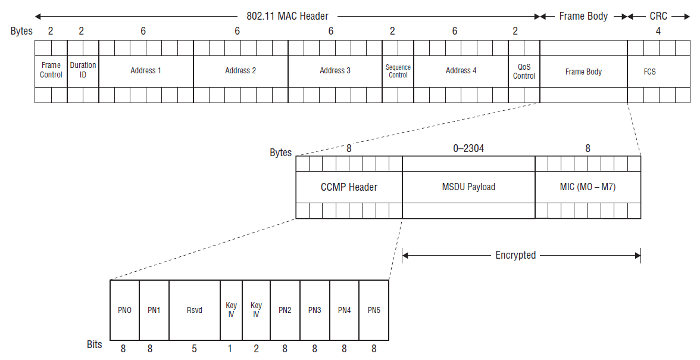 802.11 MAC Header Frame Body CRC
Bytes 2 2 6 6 6 2 6 2 4
Frame Control Duration ID Address 1 Address 2 Address 3 Sequence Control Address 4 QoS Control Frame Body FCS
Bytes 8 0–2304 8
CCMP Header MSDU Payload MIC (MO – M7)
Encrypted
PN0 PN1 Rsvd Key IV Key IV PN2 PN3 PN4 PN5
Bits 8 8 5 1 2 8 8 8 8